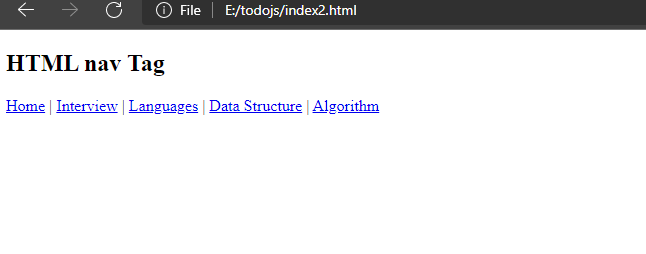 File | E:/todojs/index2.html
HTML nav Tag
Home | Interview | Languages | Data Structure | Algorithm